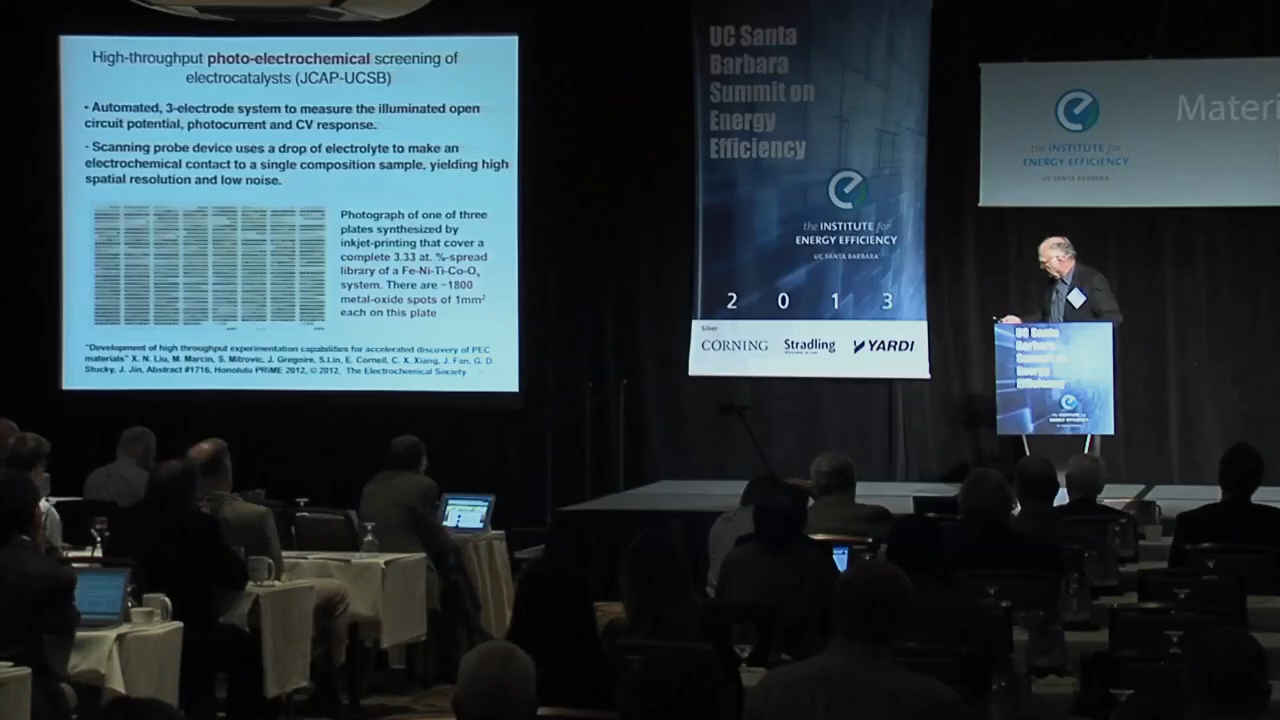 High-throughput photo-electrochemical screening of
electrocatalysts (JCAP-UCSB)
• Automated, 3-electrode system to measure the illuminated open
circuit potential, photocurrent and CV response.
• Scanning probe device uses a drop of electrolyte to make an
electrochemical contact to a single composition sample, yielding high
spatial resolution and low noise.
Photograph of one of three
plates synthesized by
inkjet-printing that cover a
complete 3.33 at. %-spread
library of a Fe-Ni-Ti-Co-Oₓ
system. There are ~1800
metal-oxide spots of 1mm²
each on this plate
"Development of high throughput experimentation capabilities for accelerated discovery of PEC
materials" X. N. Liu, M. Marcin, S. Mitrovic, J. Gregoire, S.Lin, E. Cornell, C. X. Xiang, J. Fan, G. D.
Stucky, J. Jin, Abstract #1716, Honolulu PRiME 2012, © 2012, The Electrochemical Society
UC Santa
Barbara
Summit on
Energy
Efficiency
the INSTITUTE for
ENERGY EFFICIENCY
UC SANTA BARBARA
2 0 1 3
Silver
CORNING Stradling YARDI
Materi
the INSTITUTE for
ENERGY EFFICIENCY
UC SANTA BARBARA
UC Santa
Barbara
Summit on
Energy
Efficiency
the INSTITUTE for
ENERGY EFFICIENCY